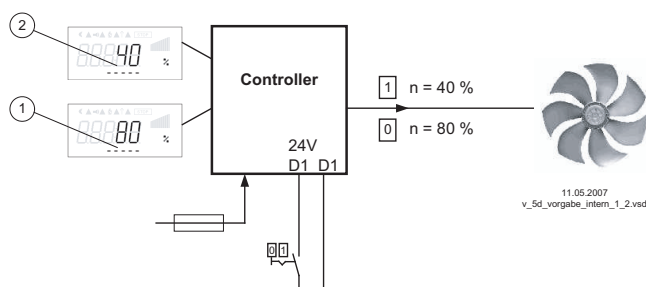 2
40
%
1
80
%
Controller
24V
D1 D1
1 n = 40 %
0 n = 80 %
0 1
11.05.2007
v_5d_vorgabe_intern_1_2.vsd